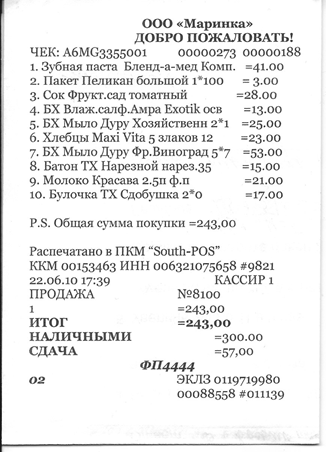 ООО «Маринка»
ДОБРО ПОЖАЛОВАТЬ!
ЧЕК: A6MG3355001 00000273 00000188
1. Зубная паста Бленд-а-мед Комп. =41.00
2. Пакет Пеликан большой 1*100 = 3.00
3. Сок Фрукт.сад томатный =28.00
4. БХ Влаж.салф.Амра Exotik осв =13.00
5. БХ Мыло Дуру Хозяйственн 2*1 =25.00
6. Хлебцы Maxi Vita 5 злаков 12 =23.00
7. БХ Мыло Дуру Фр.Виноград 5*7 =53.00
8. Батон ТХ Нарезной нарез.35 =15.00
9. Молоко Красава 2.5п ф.п =21.00
10. Булочка ТХ Сдобушка 2*0 =17.00
P.S. Общая сумма покупки =243,00
Распечатано в ПКМ “South-POS”
ККМ 00153463 ИНН 006321075658 #9821
22.06.10 17:39 КАССИР 1
ПРОДАЖА №8100
1 =243,00
ИТОГ =243,00
НАЛИЧНЫМИ =300.00
СДАЧА =57,00
ФП4444
02 ЭКЛЗ 0119719980
00088558 #011139